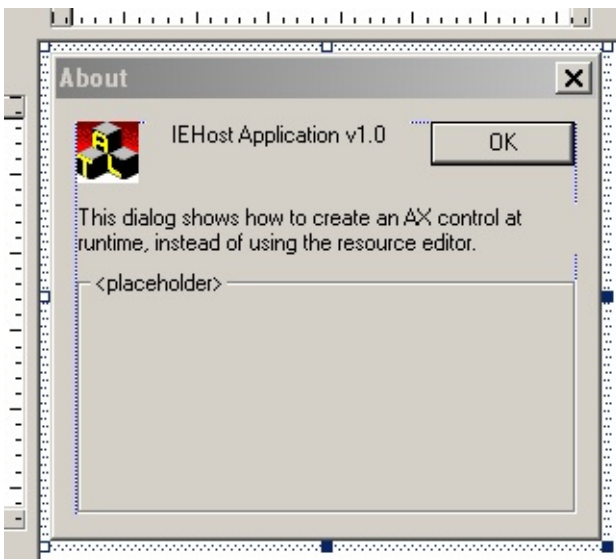 About
IEHost Application v1.0
OK
This dialog shows how to create an AX control at
runtime, instead of using the resource editor.
<placeholder>
A
T L